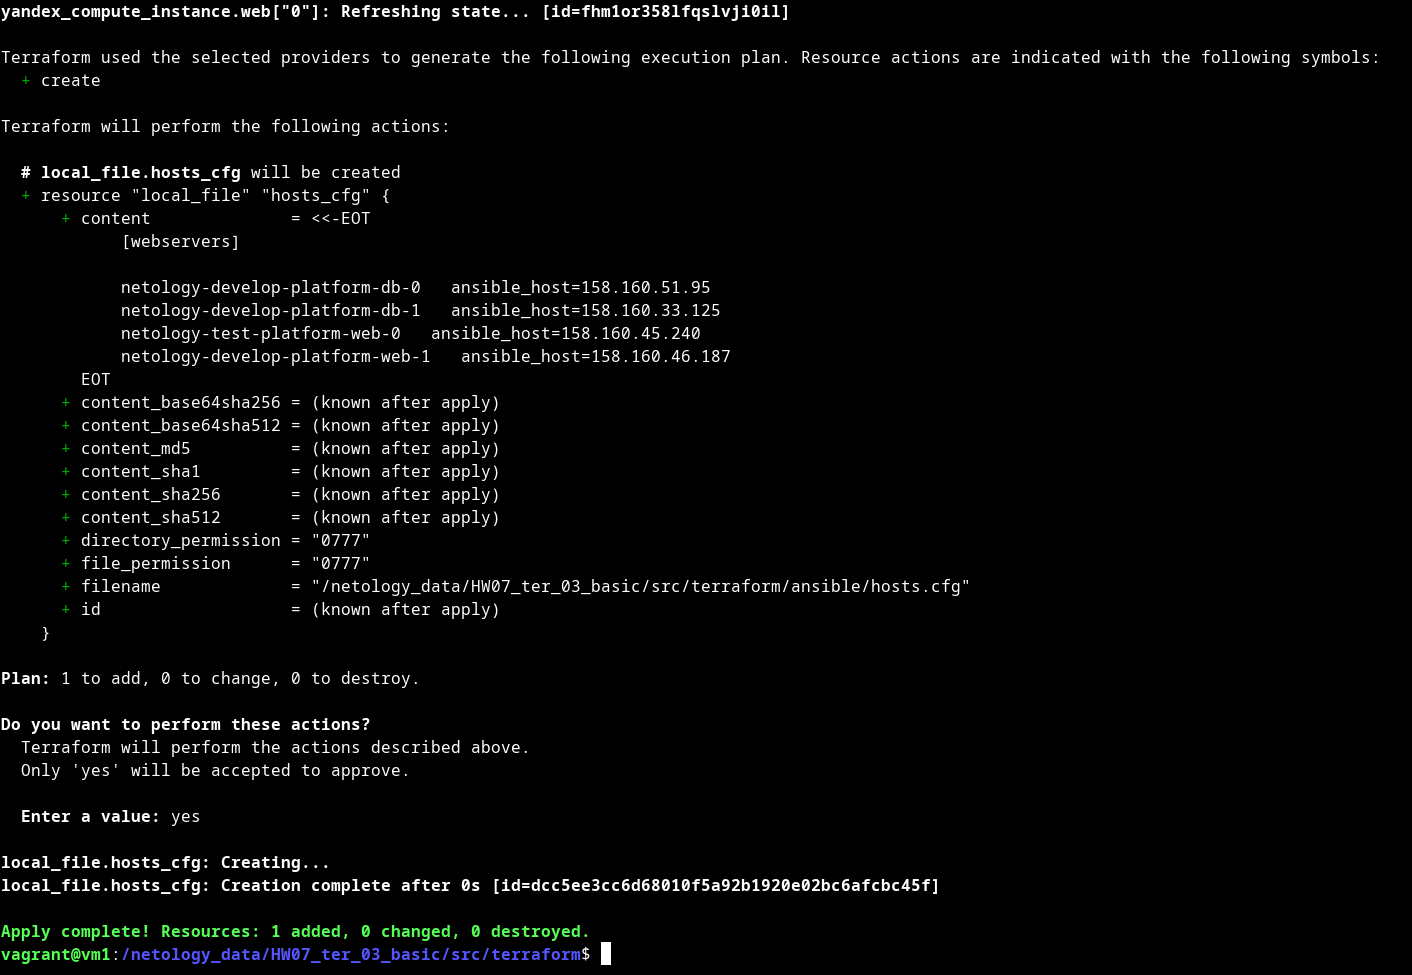 yandex_compute_instance.web["0"]: Refreshing state... [id=fhm1or358lfqslvji0il]
Terraform used the selected providers to generate the following execution plan. Resource actions are indicated with the following symbols:
  + create
Terraform will perform the following actions:
  # local_file.hosts_cfg will be created
  + resource "local_file" "hosts_cfg" {
      + content              = <<-EOT
            [webservers]
            netology-develop-platform-db-0   ansible_host=158.160.51.95
            netology-develop-platform-db-1   ansible_host=158.160.33.125
            netology-test-platform-web-0   ansible_host=158.160.45.240
            netology-develop-platform-web-1   ansible_host=158.160.46.187
        EOT
      + content_base64sha256 = (known after apply)
      + content_base64sha512 = (known after apply)
      + content_md5          = (known after apply)
      + content_sha1         = (known after apply)
      + content_sha256       = (known after apply)
      + content_sha512       = (known after apply)
      + directory_permission = "0777"
      + file_permission      = "0777"
      + filename             = "/netology_data/HW07_ter_03_basic/src/terraform/ansible/hosts.cfg"
      + id                   = (known after apply)
    }
Plan: 1 to add, 0 to change, 0 to destroy.
Do you want to perform these actions?
  Terraform will perform the actions described above.
  Only 'yes' will be accepted to approve.
  Enter a value: yes
local_file.hosts_cfg: Creating...
local_file.hosts_cfg: Creation complete after 0s [id=dcc5ee3cc6d68010f5a92b1920e02bc6afcbc45f]
Apply complete! Resources: 1 added, 0 changed, 0 destroyed.
vagrant@vm1:/netology_data/HW07_ter_03_basic/src/terraform$